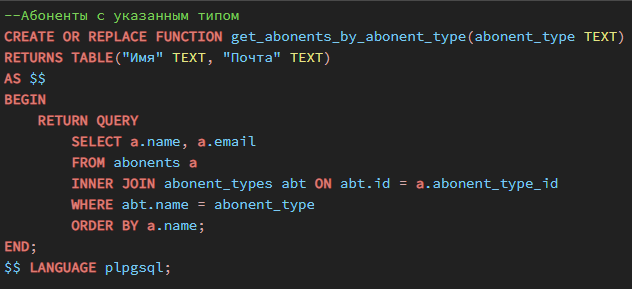 --Абоненты с указанным типом
CREATE OR REPLACE FUNCTION get_abonents_by_abonent_type(abonent_type TEXT)
RETURNS TABLE("Имя" TEXT, "Почта" TEXT)
AS $$
BEGIN
    RETURN QUERY
        SELECT a.name, a.email
        FROM abonents a
        INNER JOIN abonent_types abt ON abt.id = a.abonent_type_id
        WHERE abt.name = abonent_type
        ORDER BY a.name;
END;
$$ LANGUAGE plpgsql;